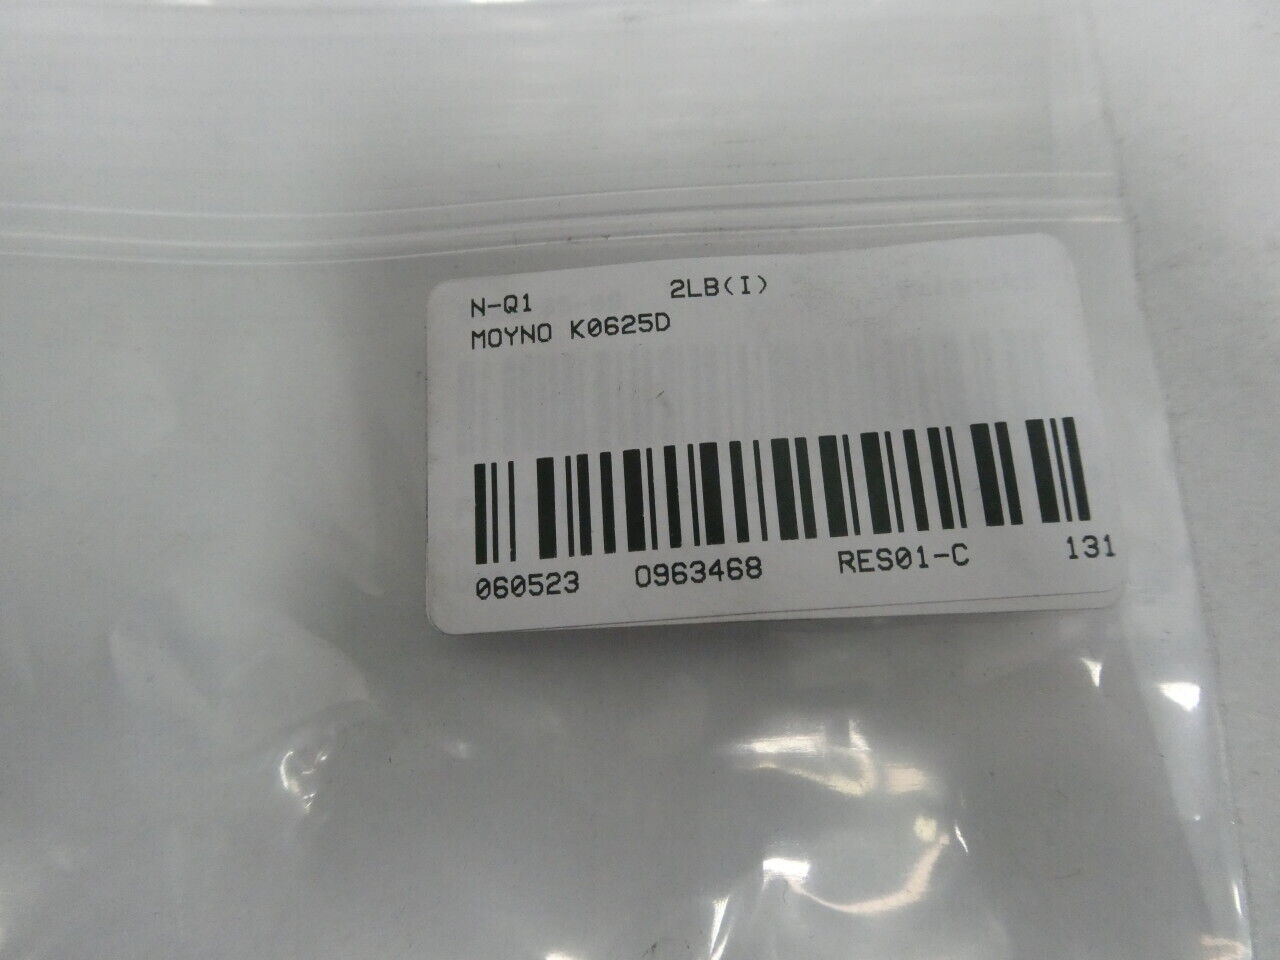 N-Q1 2LB(I)
MOYNO K0625D
060523 0963468 RES01-C 131